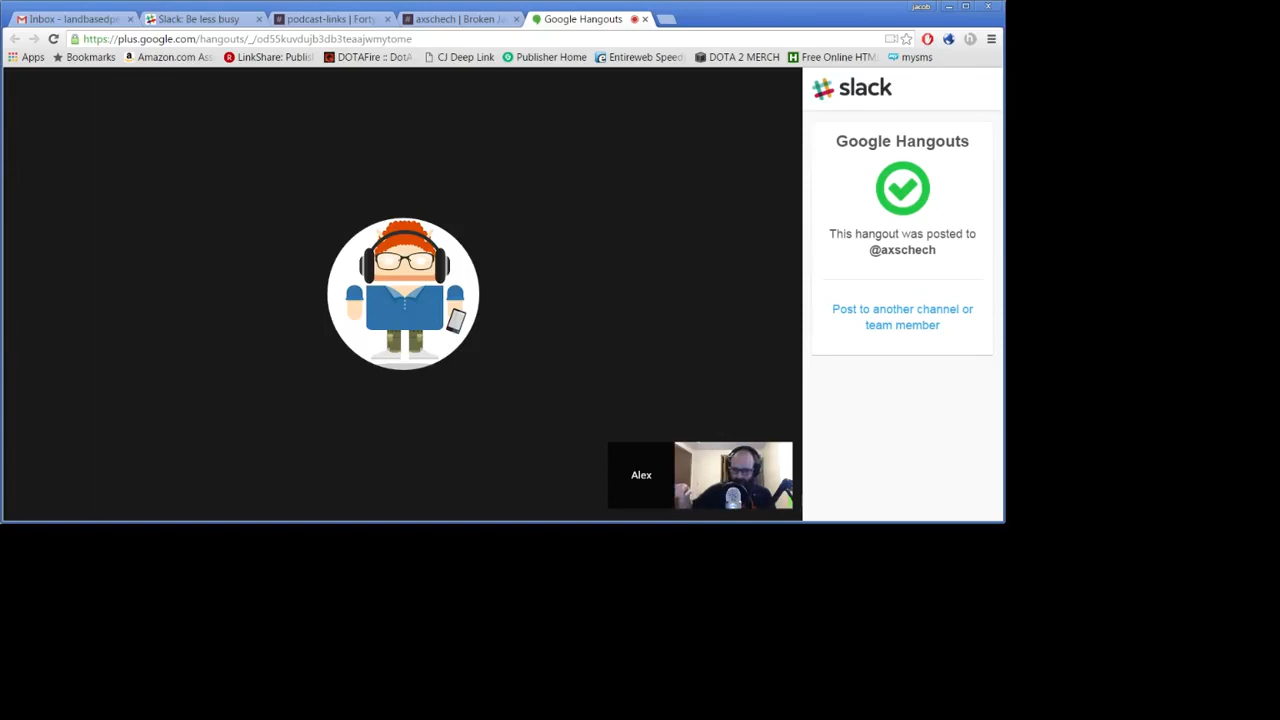 jacob
Inbox - landbasedpe
Slack: Be less busy
podcast-links | Forty
axschech | Broken Ja
Google Hangouts
https://plus.google.com/hangouts/_/od55kuvdujb3db3teaajwmytome
Apps
Bookmarks
Amazon.com Ass
LinkShare: Publis
DOTAFire :: DotA
CJ Deep Link
Publisher Home
Entireweb Speed
DOTA 2 MERCH
Free Online HTM
mysms
slack
Google Hangouts
This hangout was posted to
@axschech
Post to another channel or
team member
Alex